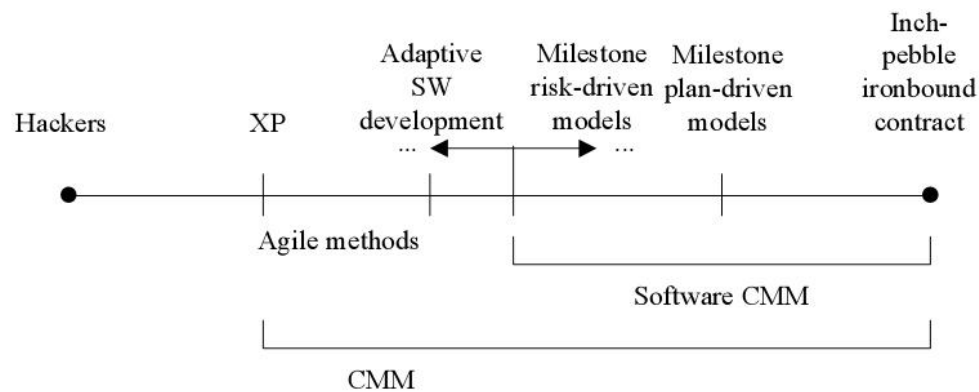 Hackers
XP
Adaptive
SW
development
Milestone
risk-driven
models
Milestone
plan-driven
models
Inch-
pebble
ironbound
contract
... ...
Agile methods
Software CMM
CMM